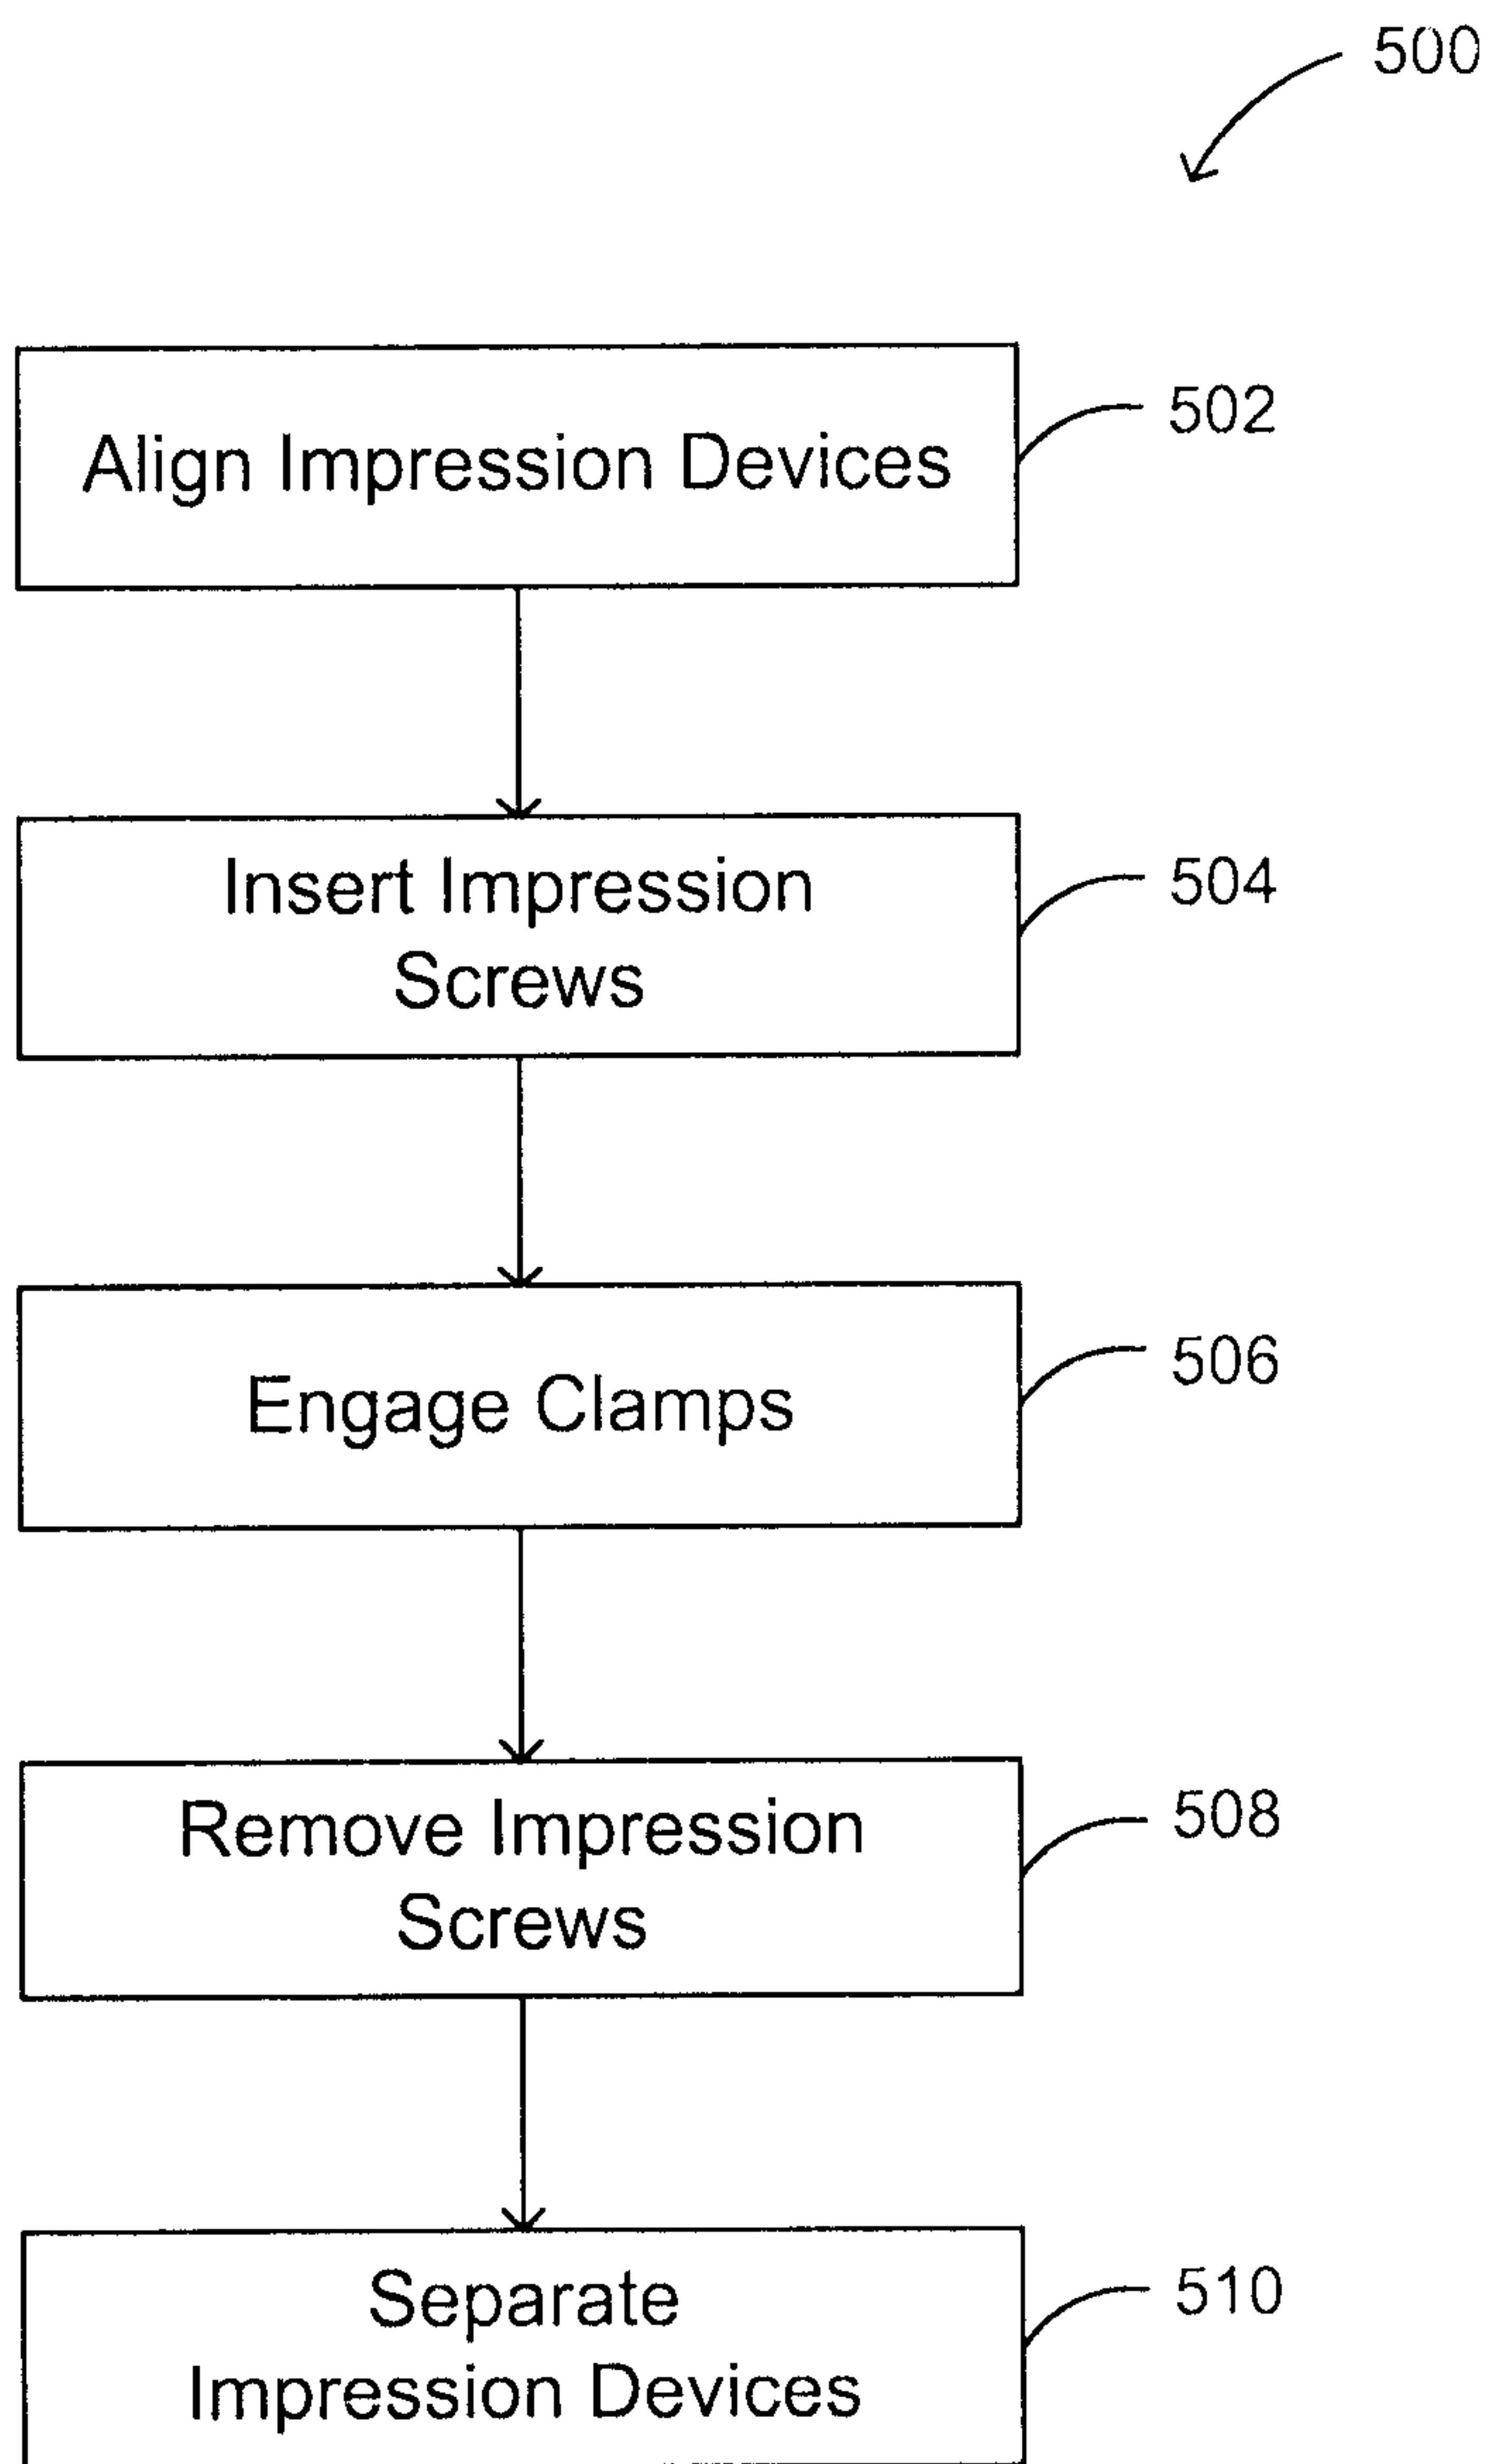 500
Align Impression Devices
502
Insert Impression
Screws
504
Engage Clamps
506
Remove Impression
Screws
508
Separate
Impression Devices
510